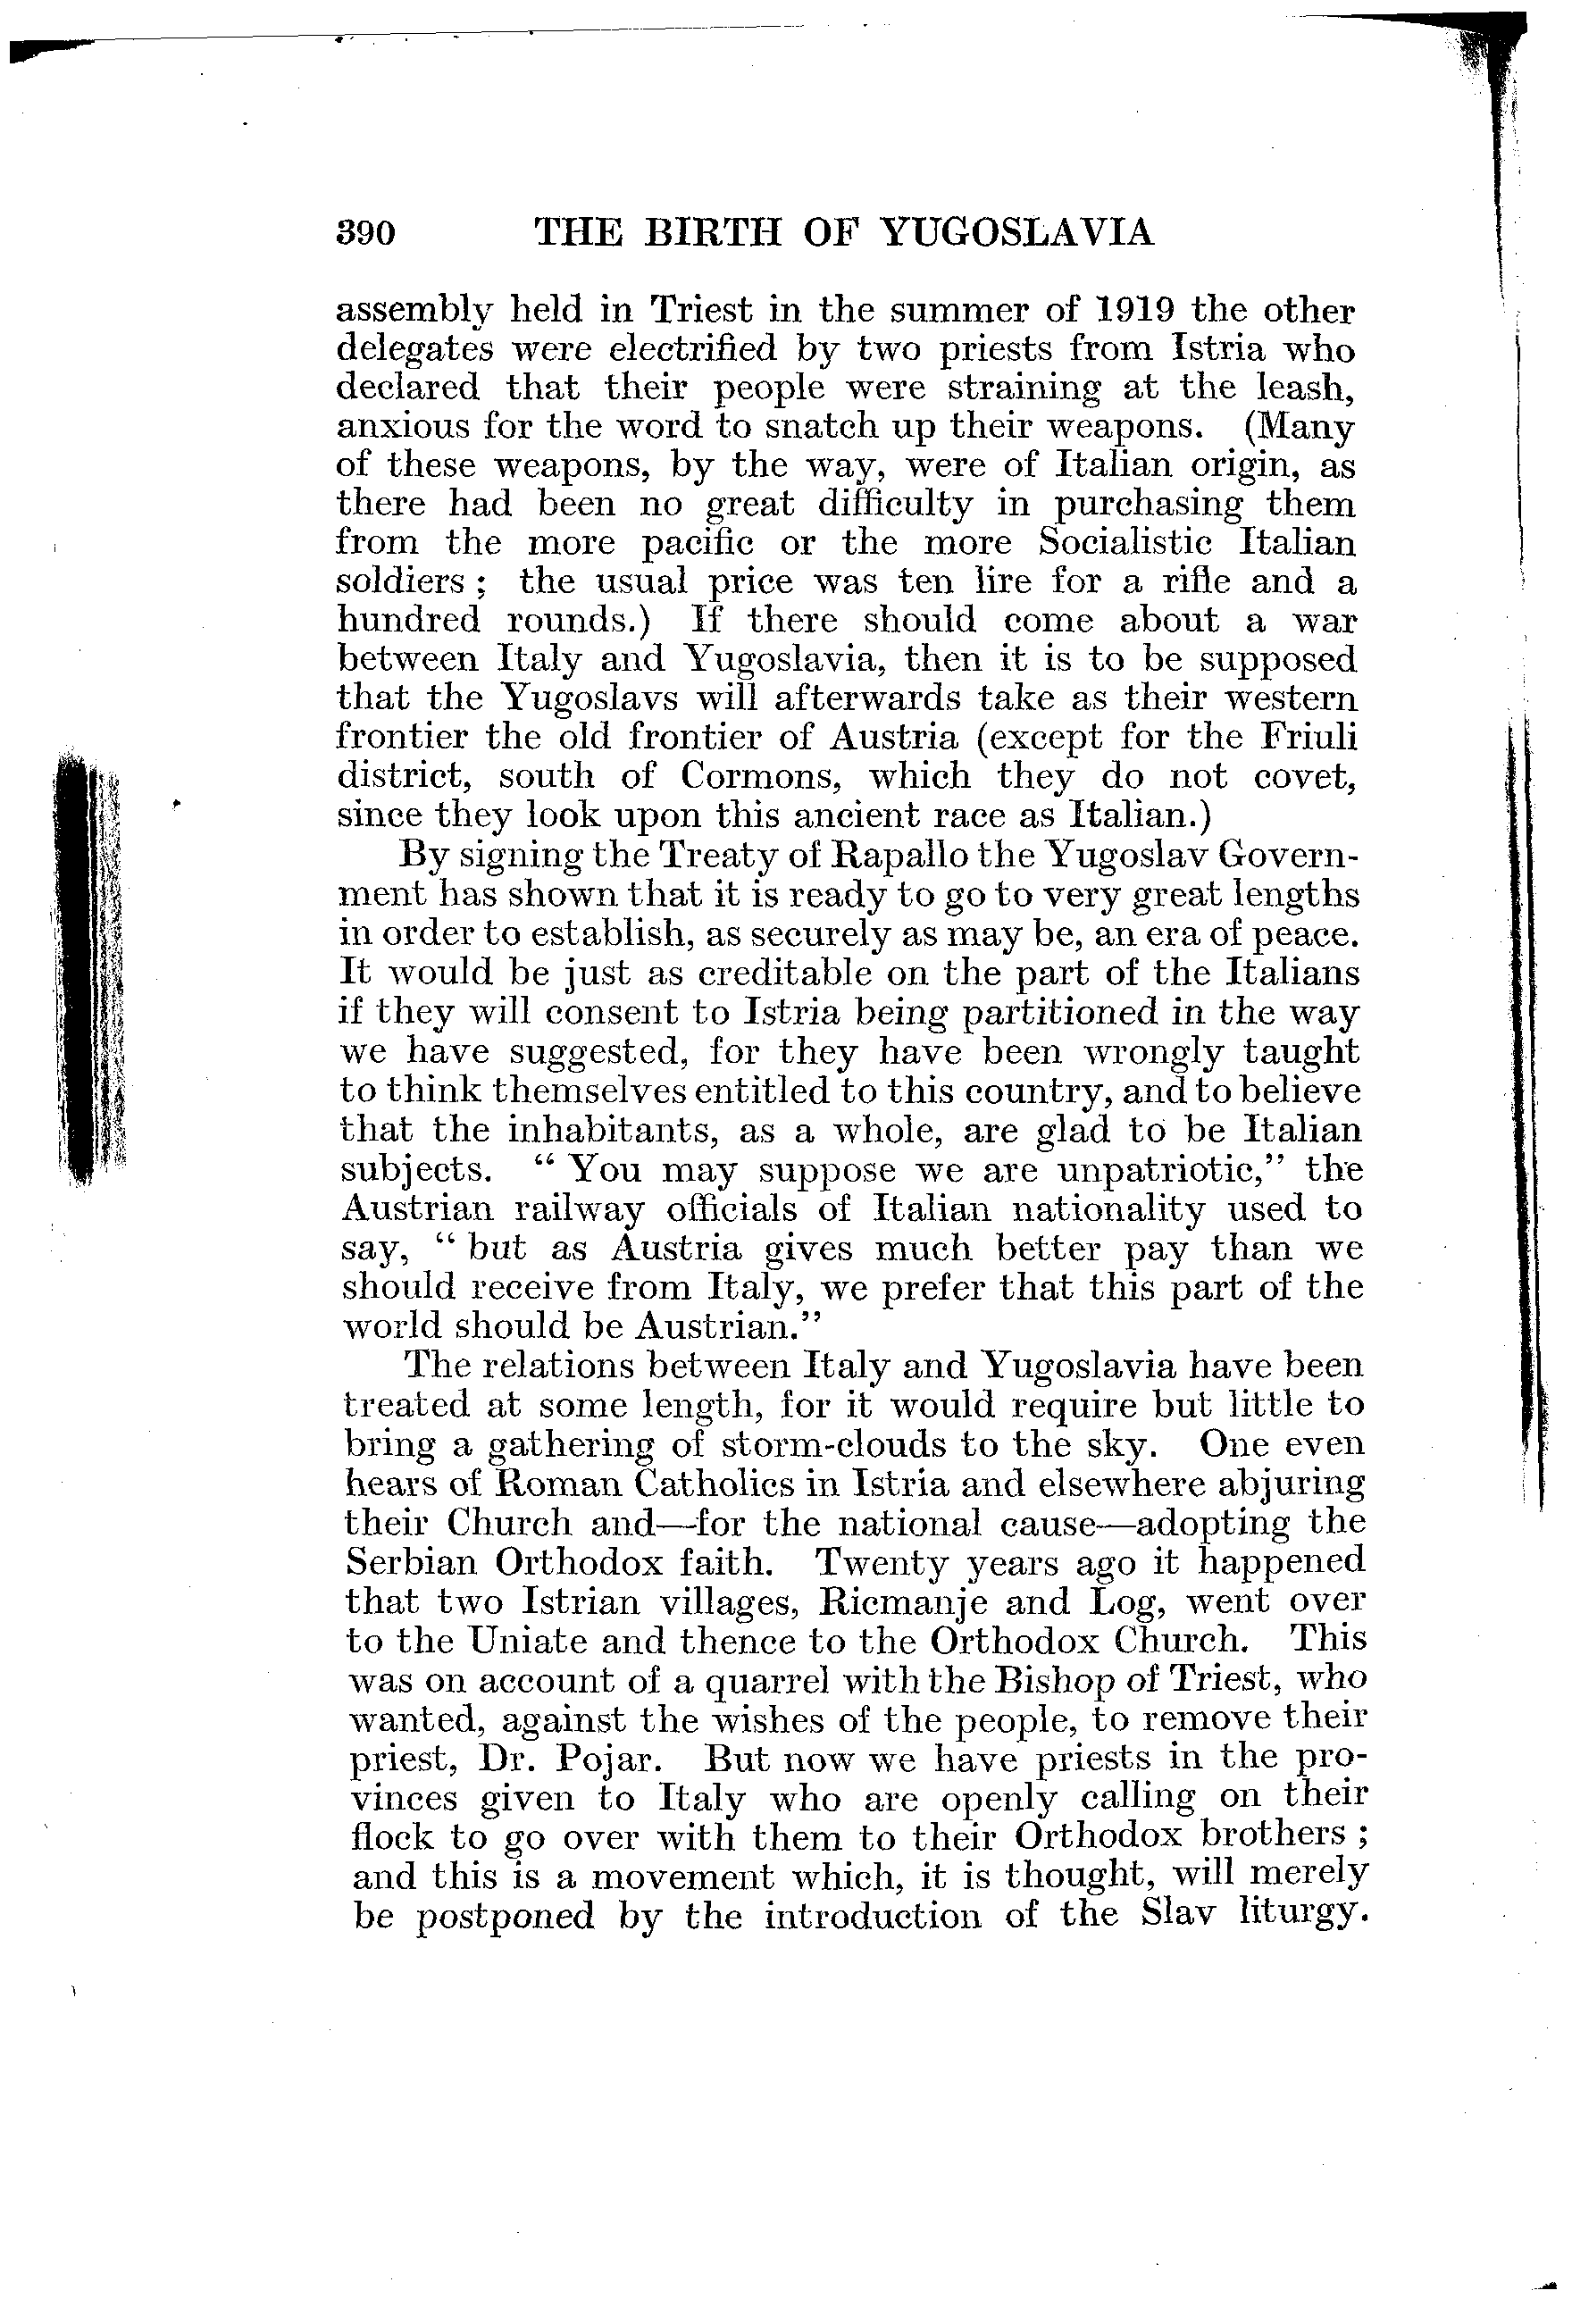 390 THE BIRTH OF YUGOSLAVIA
assembly held in Triest in the summer of 1919 the other
delegates were electrified by two priests from Istria who
declared that their people were straining at the leash,
anxious for the word to snatch up their weapons. (Many
of these weapons, by the way, were of Italian origin, as
there had been no great difficulty in purchasing them
from the more pacific or the more Socialistic Italian
soldiers ; the usual price was ten lire for a rifle and a
hundred rounds.) If there should come about a war
between Italy and Yugoslavia, then it is to be supposed
that the Yugoslavs will afterwards take as their western
frontier the old frontier of Austria (except for the Friuli
district, south of Cormons, which they do not covet,
since they look upon this ancient race as Italian.)
By signing the Treaty of Rapallo the Yugoslav Govern-
ment has shown that it is ready to go to very great lengths
in order to establish, as securely as may be, an era of peace.
It would be just as creditable on the part of the Italians
if they will consent to Istria being partitioned in the way
we have suggested, for they have been wrongly taught
to think themselves entitled to this country, and to believe
that the inhabitants, as a whole, are glad to be Italian
subjects. “ You may suppose we are unpatriotic,” the
Austrian railway officials of Italian nationality used to
say, “ but as Austria gives much better pay than we
should receive from Italy, we prefer that this part of the
world should be Austrian.”
The relations between Italy and Yugoslavia have been
treated at some length, for it would require but little to
bring a gathering of storm-clouds to the sky. One even
hears of Roman Catholics in Istria and elsewhere abjuring
their Church and—for the national cause—adopting the
Serbian Orthodox faith. Twenty years ago it happened
that two Istrian villages, Ricmanje and Log, went over
to the Uniate and thence to the Orthodox Church. This
was on account of a quarrel with the Bishop of Triest, who
wanted, against the wishes of the people, to remove their
priest, Dr. Pojar. But now we have priests in the pro-
vinces given to Italy who are openly calling on their
flock to go over with them to their Orthodox brothers ;
and this is a movement which, it is thought, will merely
be postponed by the introduction of the Slav liturgy.